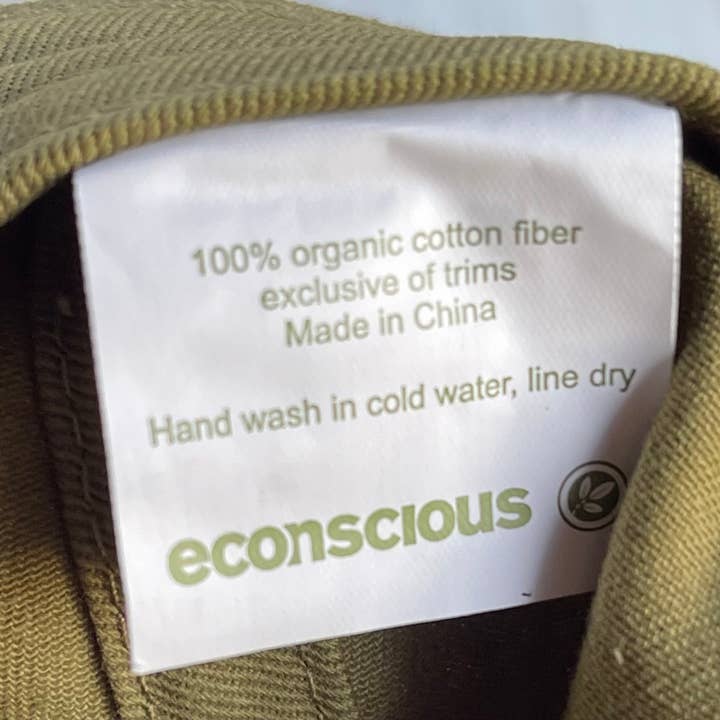 100% organic cotton fiber
exclusive of trims
Made in China
Hand wash in cold water, line dry
econscious